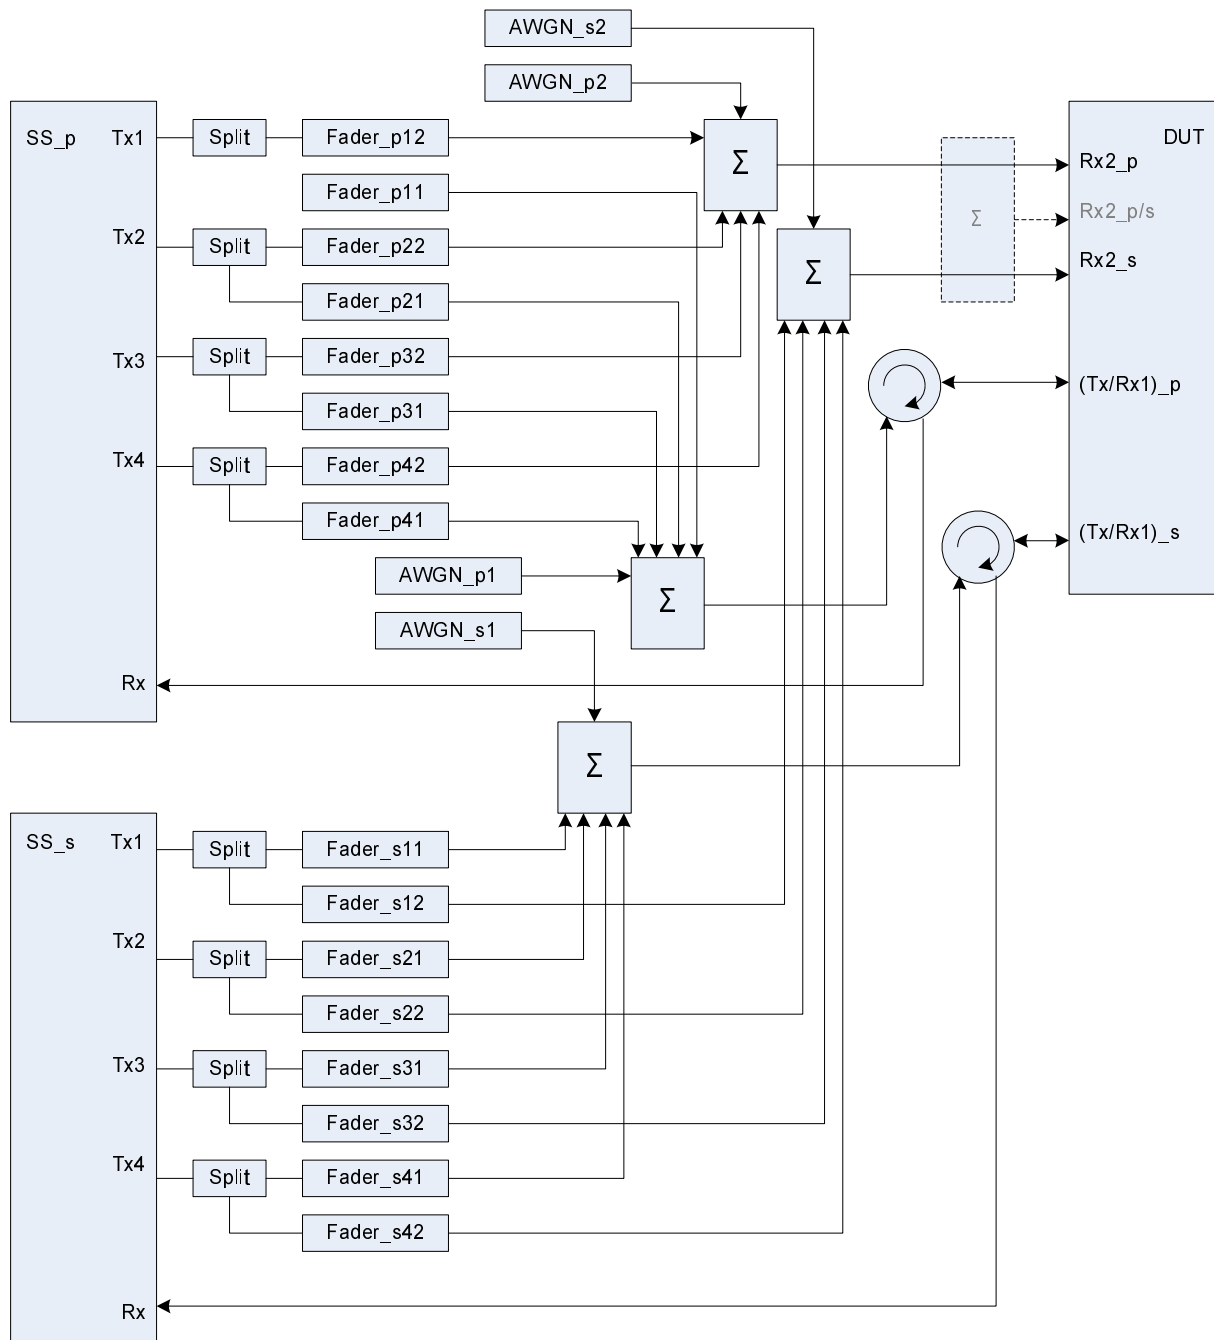 AWGN_s2
AWGN_p2
SS_p
Tx1
Split
Fader_p12
Σ
DUT
Rx2_p
Fader_p11
Σ
Rx2_p/s
Tx2
Split
Fader_p22
Σ
Rx2_s
Fader_p21
Tx3
Split
Fader_p32
(Tx/Rx1)_p
Fader_p31
Tx4
Split
Fader_p42
Fader_p41
(Tx/Rx1)_s
AWGN_p1
Σ
AWGN_s1
Rx
Σ
SS_s
Tx1
Split
Fader_s11
Fader_s12
Tx2
Split
Fader_s21
Fader_s22
Tx3
Split
Fader_s31
Fader_s32
Tx4
Split
Fader_s41
Fader_s42
Rx